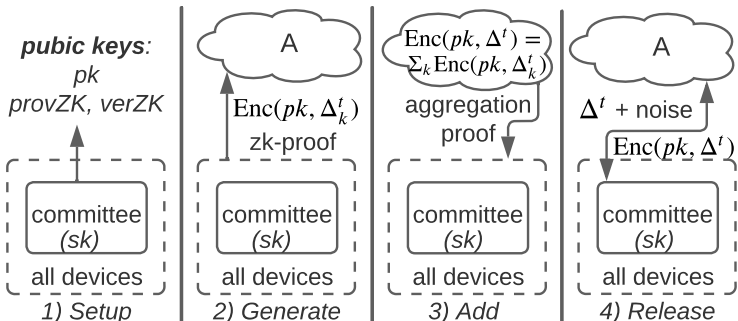 pubic keys:
pk
provZK, verZK
committee
(sk)
all devices
1) Setup
A
Enc(pk, Δ_k^t)
zk-proof
committee
(sk)
all devices
2) Generate
Enc(pk, Δ^t) =
Σ_k Enc(pk, Δ_k^t)
aggregation
proof
committee
(sk)
all devices
3) Add
A
Δ^t + noise
Enc(pk, Δ^t)
committee
(sk)
all devices
4) Release